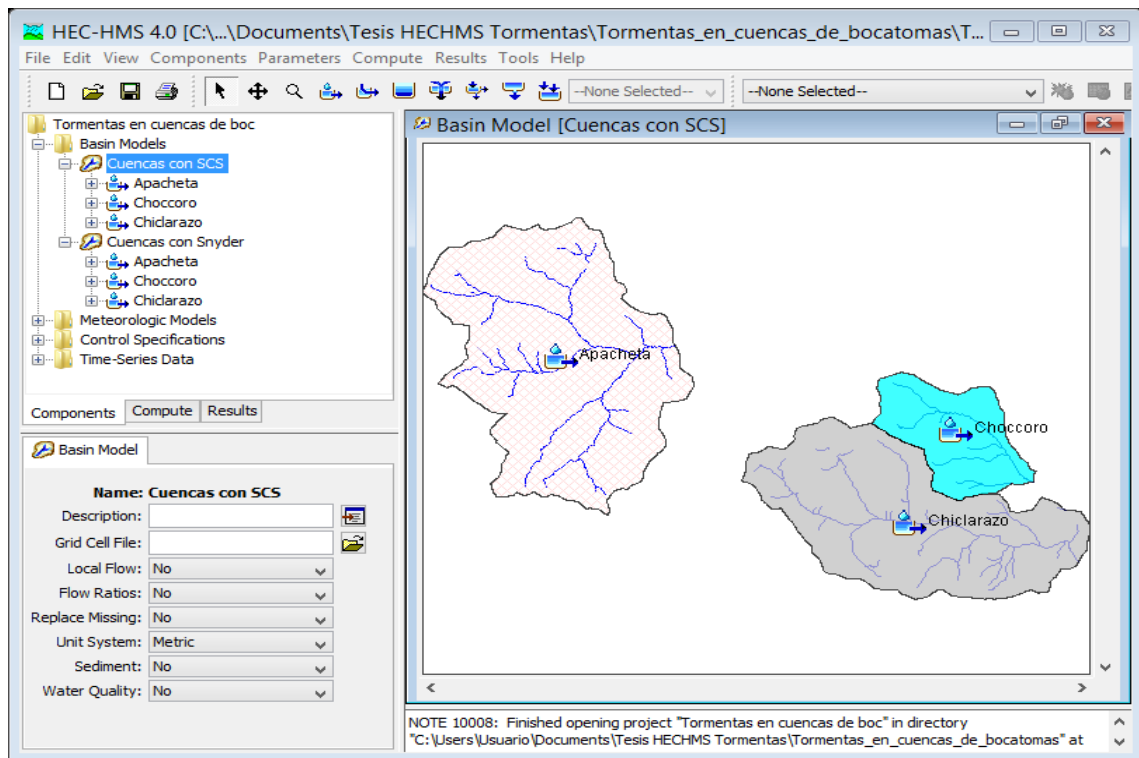 HEC-HMS 4.0 [C:\...\Documents\Tesis HECHMS Tormentas\Tormentas_en_cuencas_de_bocatomas\T...
File Edit View Components Parameters Compute Results Tools Help
--None Selected-- --None Selected--
Tormentas en cuencas de boc
Basin Models
Cuencas con SCS
Apacheta
Choccoro
Chiclarazo
Cuencas con Snyder
Apacheta
Choccoro
Chiclarazo
Meteorologic Models
Control Specifications
Time-Series Data
Components Compute Results
Basin Model
Name: Cuencas con SCS
Description:
Grid Cell File:
Local Flow: No
Flow Ratios: No
Replace Missing: No
Unit System: Metric
Sediment: No
Water Quality: No
Basin Model [Cuencas con SCS]
Apacheta
Choccoro
Chiclarazo
NOTE 10008: Finished opening project "Tormentas en cuencas de boc" in directory
"C:\Users\Usuario\Documents\Tesis HECHMS Tormentas\Tormentas_en_cuencas_de_bocatomas" at